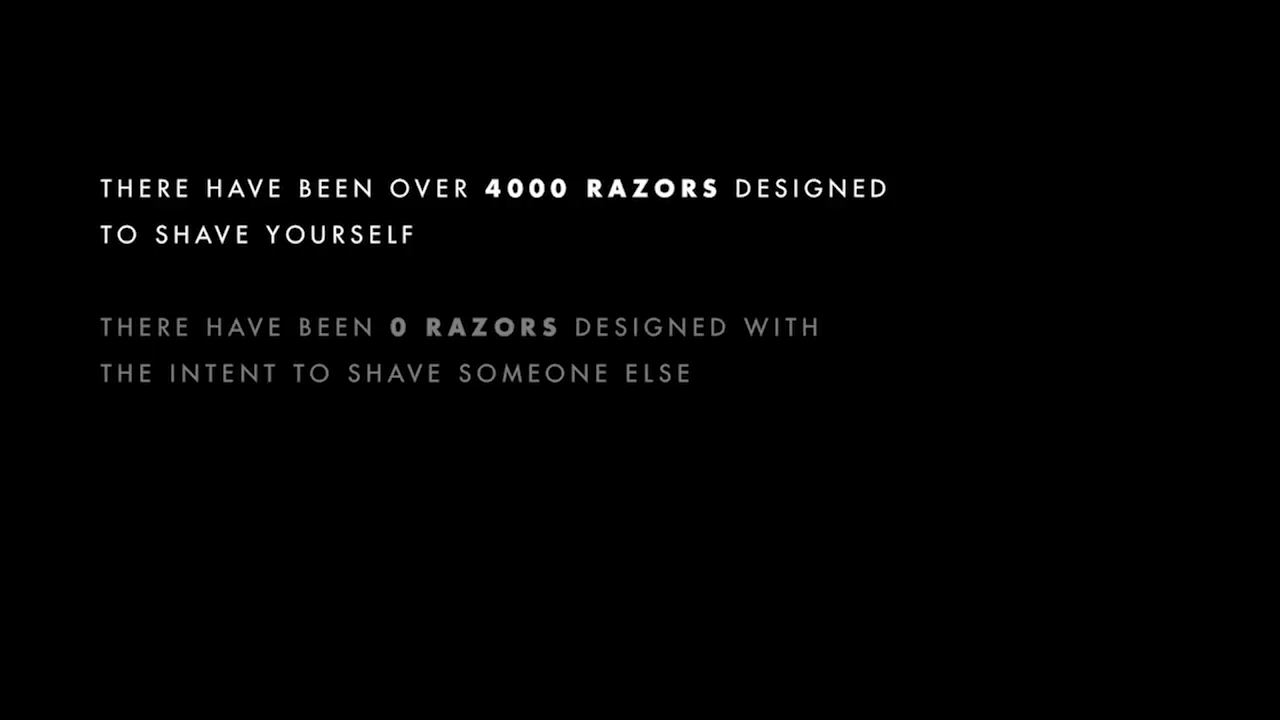 THERE HAVE BEEN OVER 4000 RAZORS DESIGNED
TO SHAVE YOURSELF
THERE HAVE BEEN 0 RAZORS DESIGNED WITH
THE INTENT TO SHAVE SOMEONE ELSE